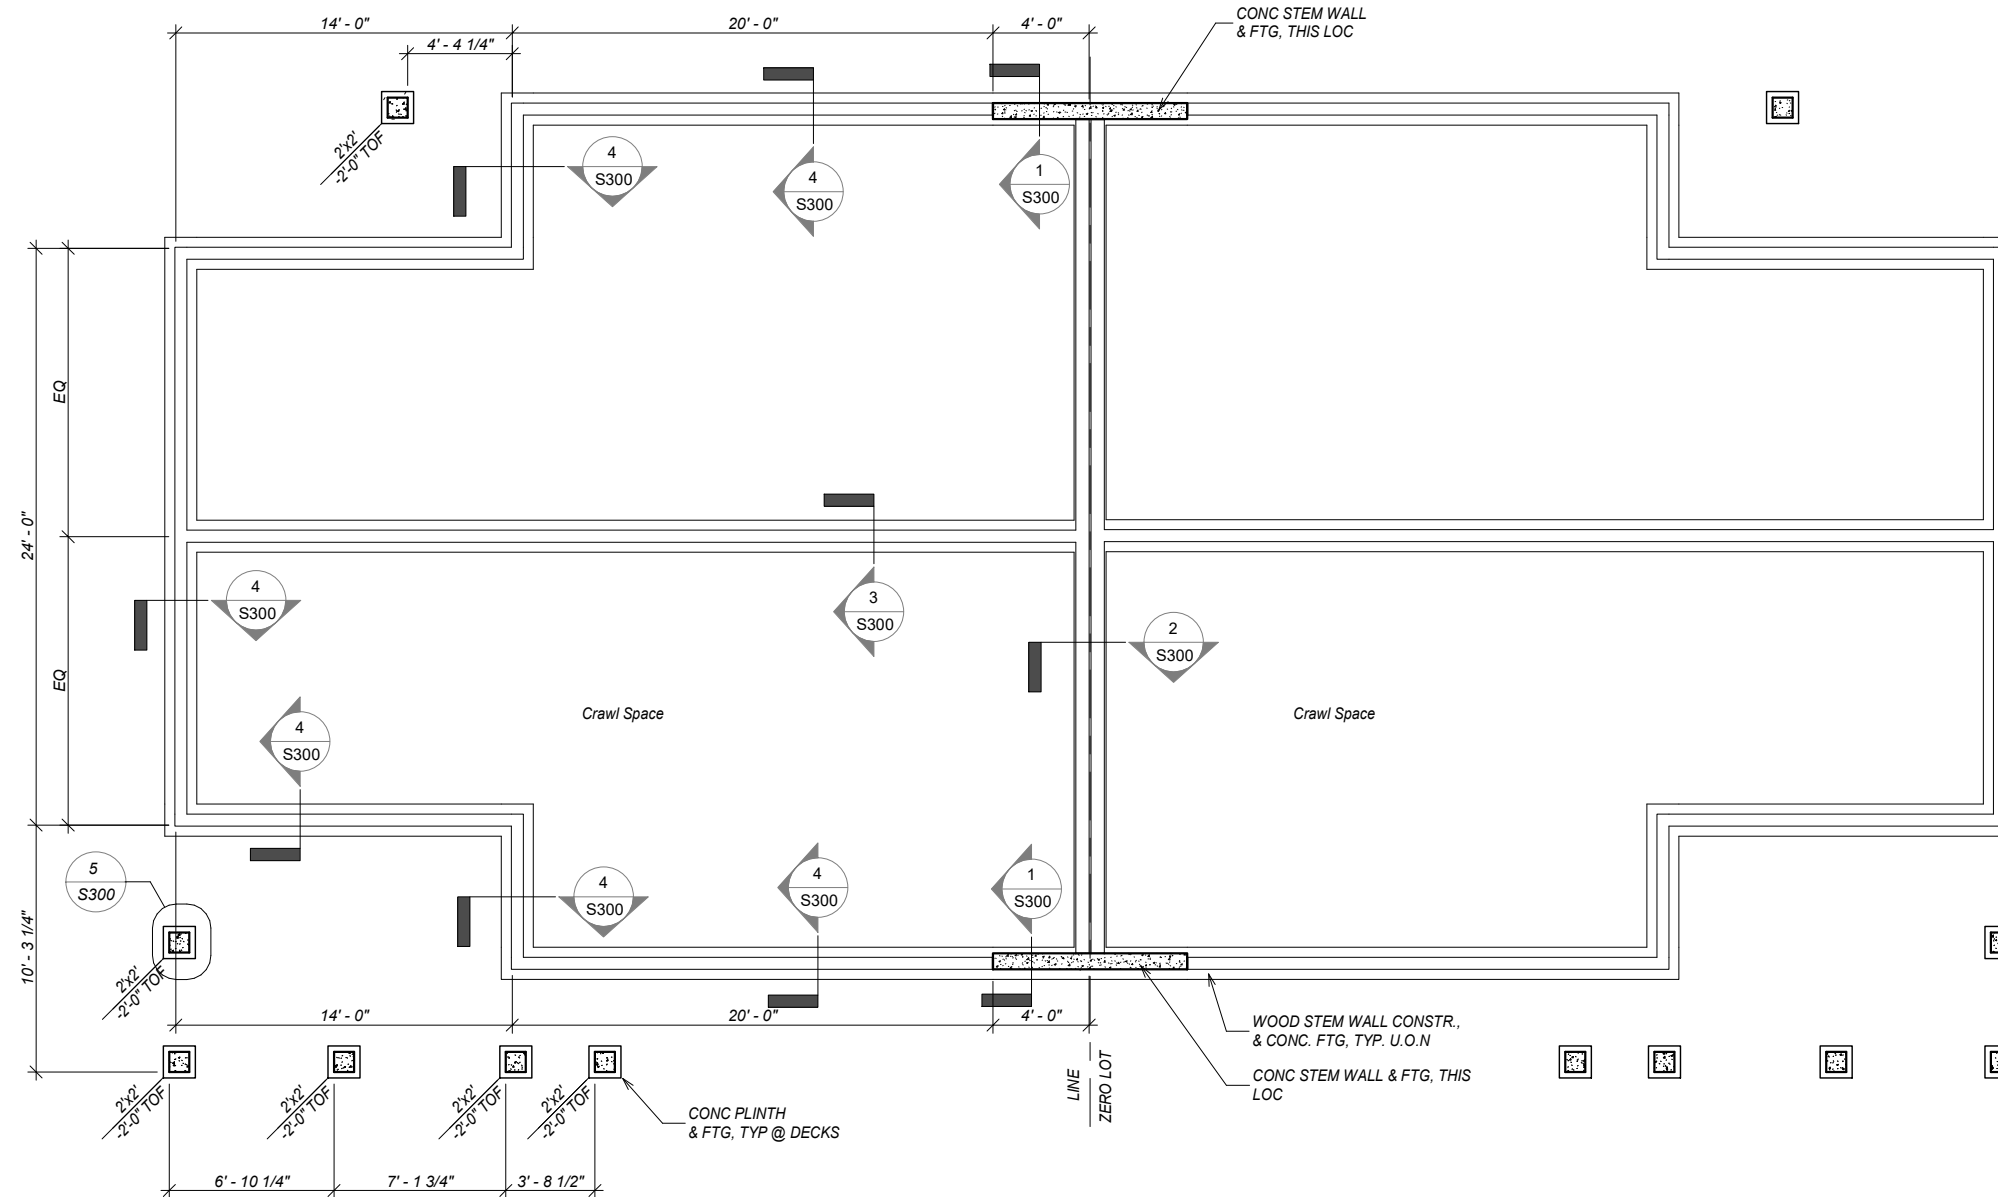 14' - 0"
20' - 0"
4' - 0"
CONC STEM WALL
& FTG, THIS LOC
4' - 4 1/4"
2'x2'
-2'-0" TOF
4
S300
4
S300
1
S300
EQ
24' - 0"
3
S300
4
S300
2
S300
EQ
Crawl Space
Crawl Space
4
S300
5
S300
4
S300
4
S300
1
S300
10' - 3 1/4"
2'x2'
-2'-0" TOF
14' - 0"
20' - 0"
4' - 0"
WOOD STEM WALL CONSTR.,
& CONC. FTG, TYP. U.O.N
LINE
ZERO LOT
CONC STEM WALL & FTG, THIS
LOC
2'x2'
-2'-0" TOF
2'x2'
-2'-0" TOF
2'x2'
-2'-0" TOF
2'x2'
-2'-0" TOF
CONC PLINTH
& FTG, TYP @ DECKS
6' - 10 1/4"
7' - 1 3/4"
3' - 8 1/2"